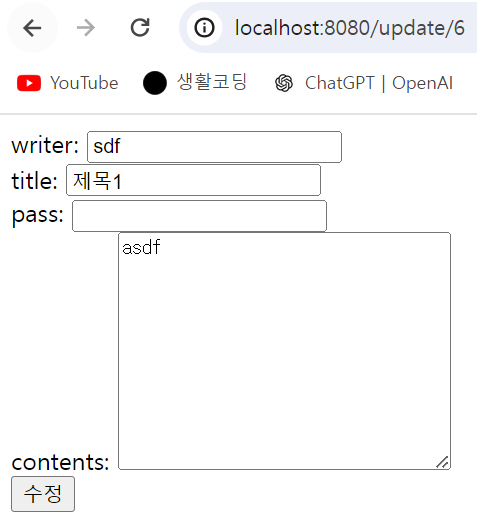 localhost:8080/update/6
YouTube 생활코딩 ChatGPT | OpenAI
writer: sdf
title: 제목1
pass:
asdf
contents:
수정